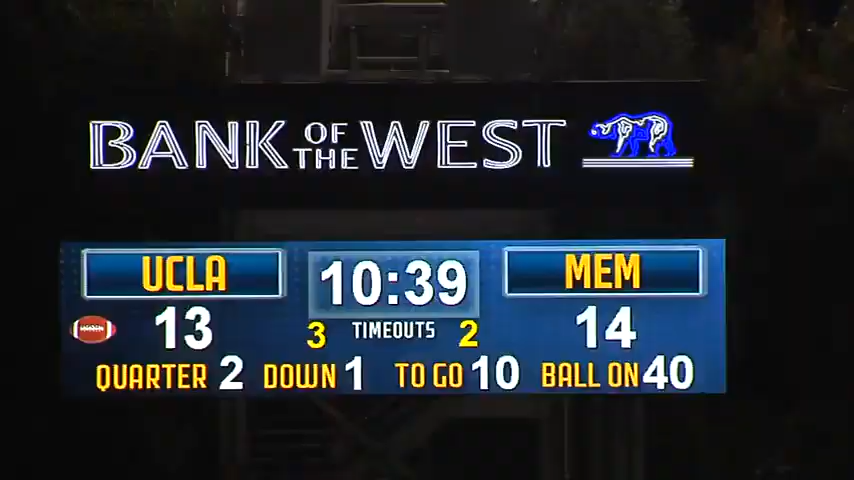 BANK OF THE WEST
UCLA 10:39 MEM
13 3 TIMEOUTS 2 14
QUARTER 2 DOWN 1 TO GO 10 BALL ON 40